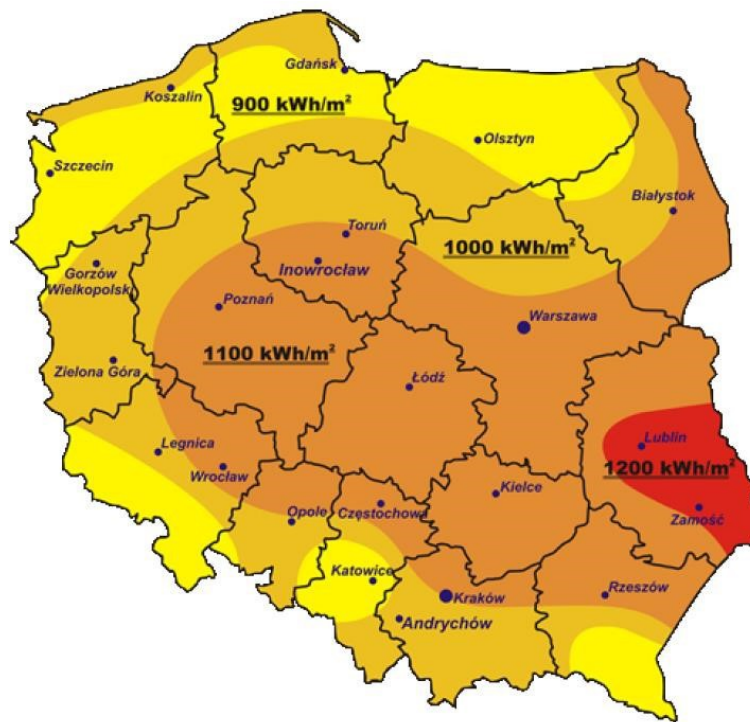 Gdańsk
Koszalin
900 kWh/m²
Olsztyn
Szczecin
Białystok
Toruń
1000 kWh/m²
Inowrocław
Gorzów
Wielkopolski
Poznań
Warszawa
1100 kWh/m²
Zielona Góra
Łódź
Legnica
Lublin
Wrocław
1200 kWh/m²
Kielce
Opole
Częstochowa
Zamość
Katowice
Kraków
Rzeszów
Andrychów